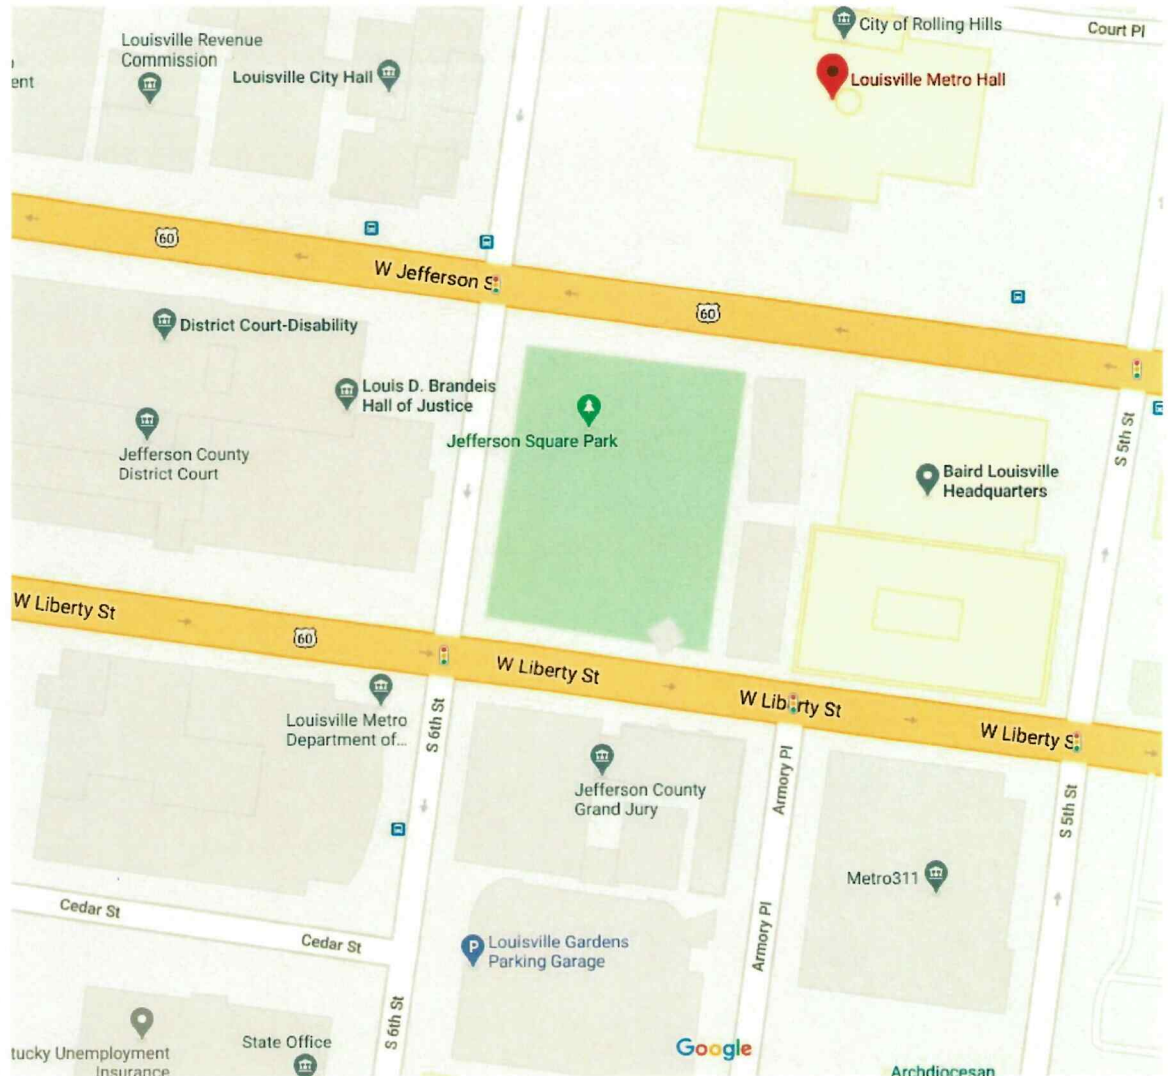 City of Rolling Hills
Court Pl
Louisville Revenue
Commission
Louisville City Hall
Louisville Metro Hall
ent
60
W Jefferson S
60
District Court-Disability
Louis D. Brandeis
Hall of Justice
Jefferson Square Park
Jefferson County
District Court
S 5th St
Baird Louisville
Headquarters
W Liberty St
60
W Liberty St
W Liberty St
W Liberty S
Louisville Metro
Department of...
S 6th St
Jefferson County
Grand Jury
Armory Pl
S 5th St
Metro311
Cedar St
Cedar St
P
Louisville Gardens
Parking Garage
Armory Pl
S 6th St
State Office
tucky Unemployment
Insurance
Google
Archdiocesan